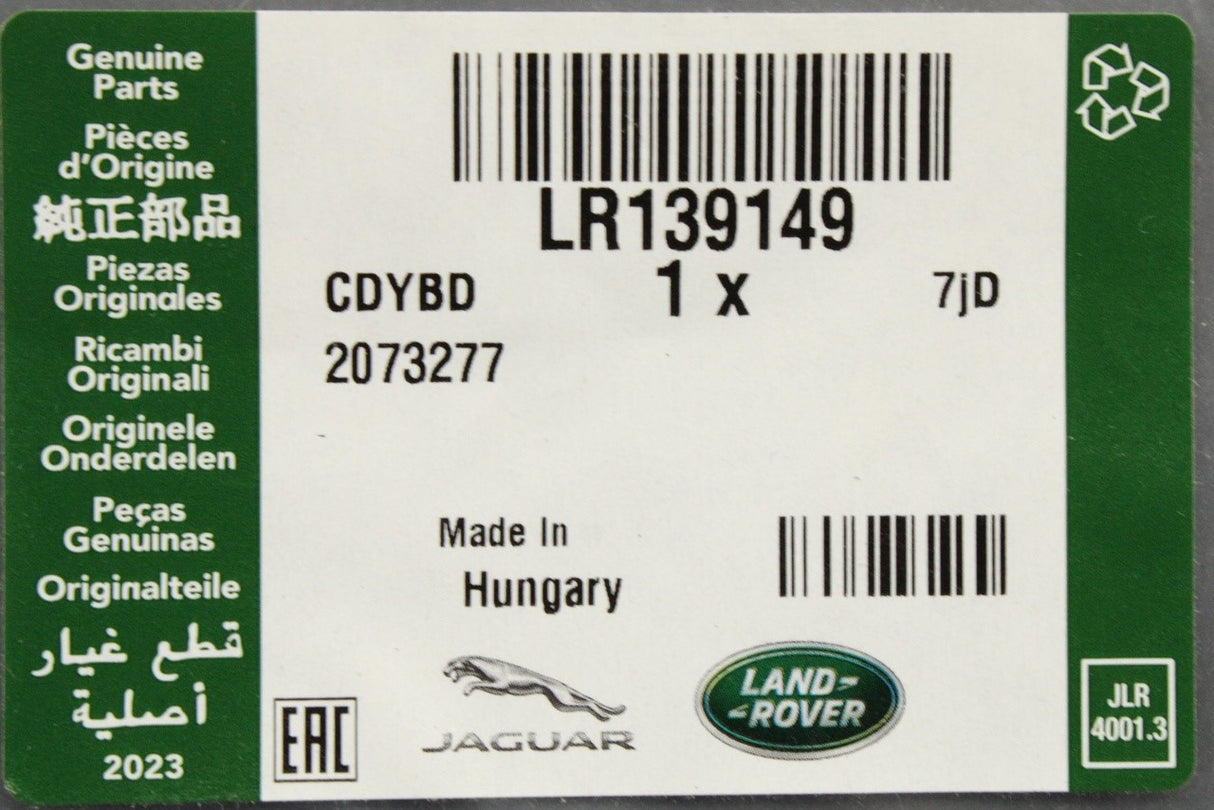 Genuine
Parts
Pièces
d'Origine
純正部品
Piezas
Originales
Ricambi
Originali
Originele
Onderdelen
Peças
Genuinas
Originalteile
قطع غيار
أصلية
2023
LR139149
CDYBD 1 x 7jD
2073277
Made In
Hungary
EAC
JAGUAR
LAND-
-ROVER
JLR
4001.3